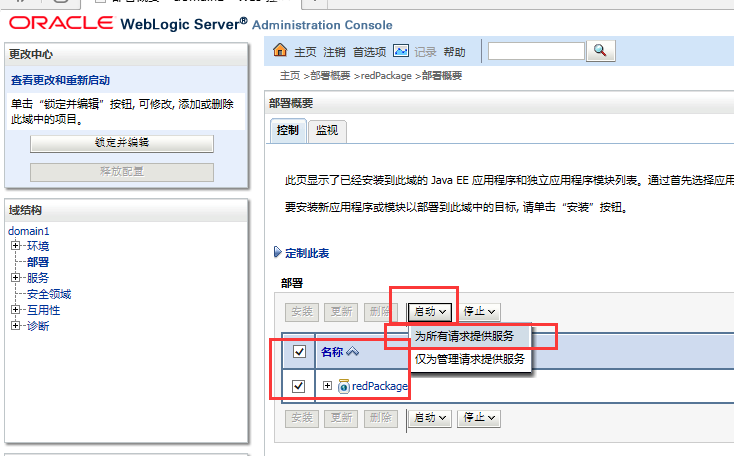 ORACLE WebLogic Server® Administration Console
更改中心
查看更改和重新启动
单击“锁定并编辑”按钮, 可修改, 添加或删除
此域中的项目。
锁定并编辑
释放配置
域结构
domain1
环境
部署
服务
安全领域
互用性
诊断
主页 注销 首选项 记录 帮助
主页 >部署概要 >redPackage >部署概要
部署概要
控制 监视
此页显示了已经安装到此域的 Java EE 应用程序和独立应用程序模块列表。通过首先选择应用
要安装新应用程序或模块以部署到此域中的目标, 请单击“安装”按钮。
定制此表
部署
安装 更新 删除 启动 停止
为所有请求提供服务
仅为管理请求提供服务
名称
redPackage
安装 更新 删除 启动 停止